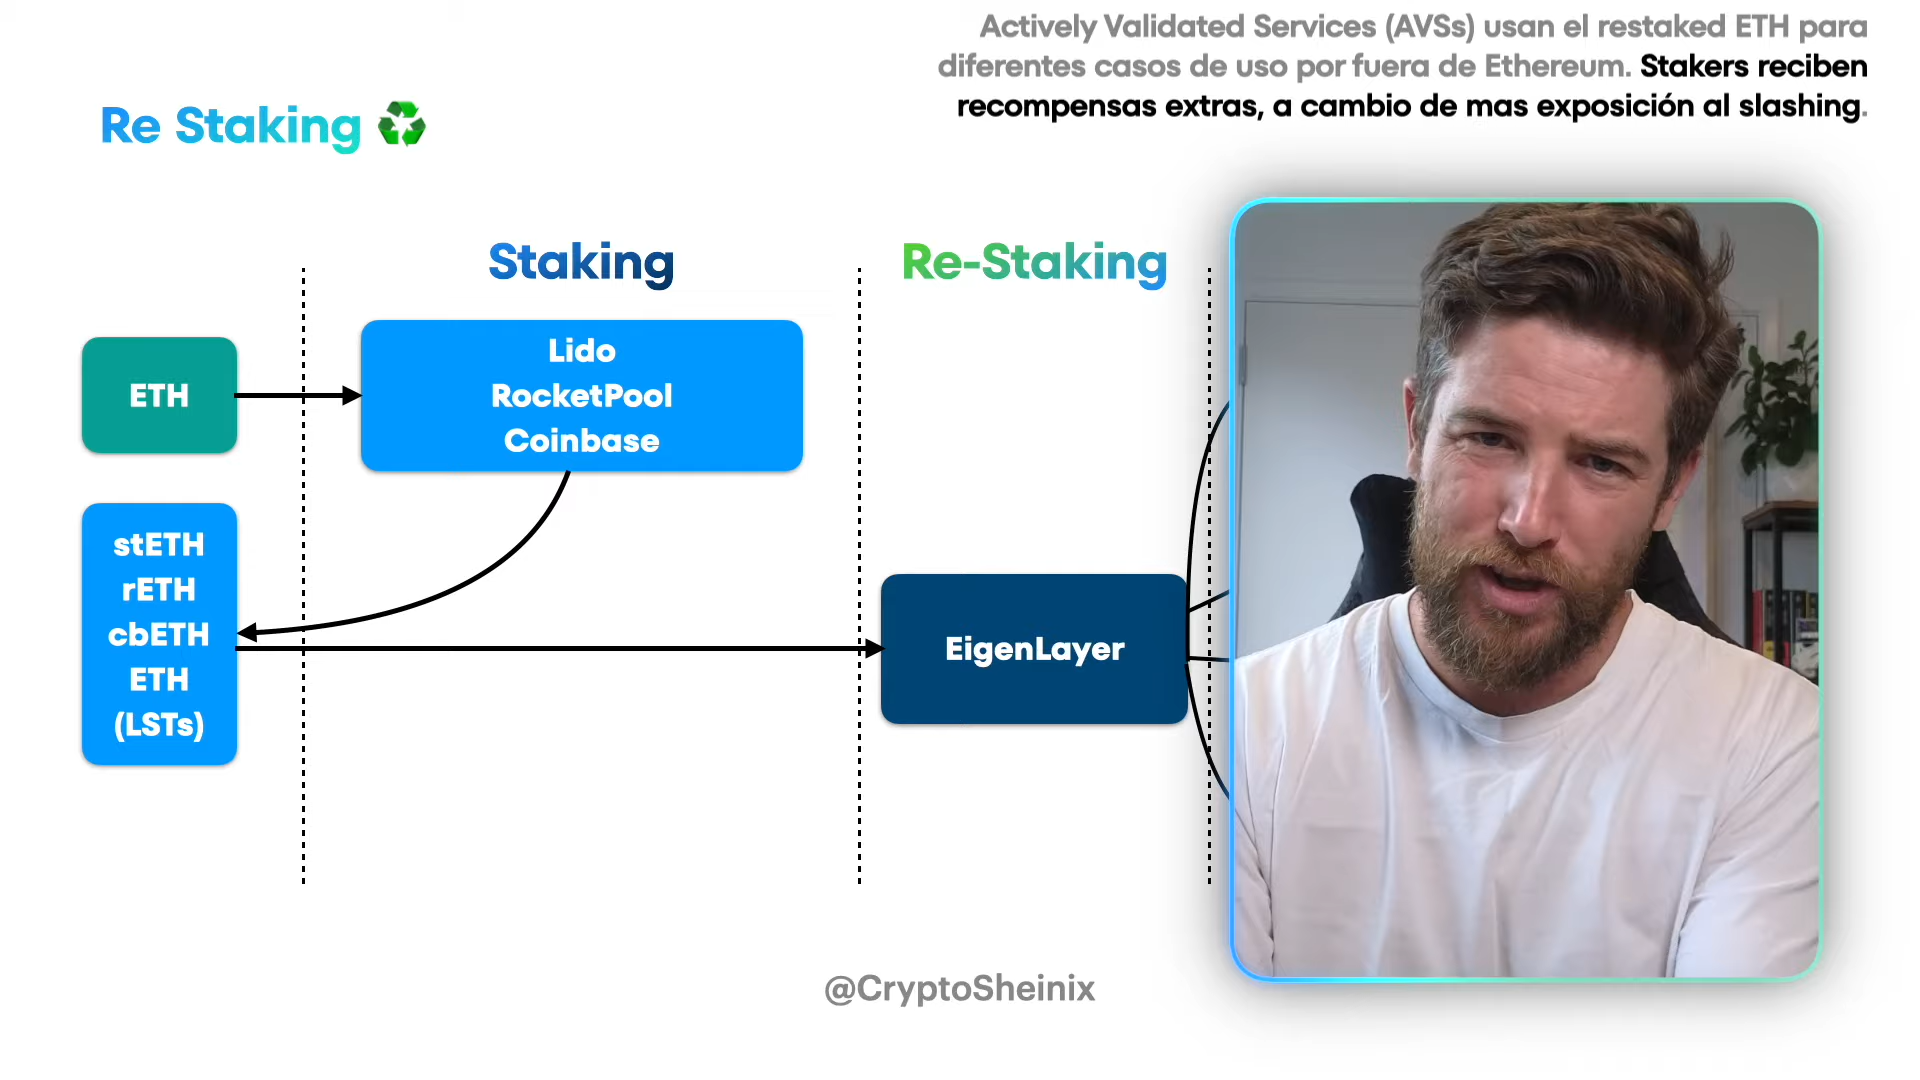 Actively Validated Services (AVSs) usan el restaked ETH para
diferentes casos de uso por fuera de Ethereum. Stakers reciben
recompensas extras, a cambio de mas exposición al slashing.
Re Staking
Staking
Re-Staking
ETH
Lido
RocketPool
Coinbase
stETH
rETH
cbETH
ETH
(LSTs)
EigenLayer
@CryptoSheinix